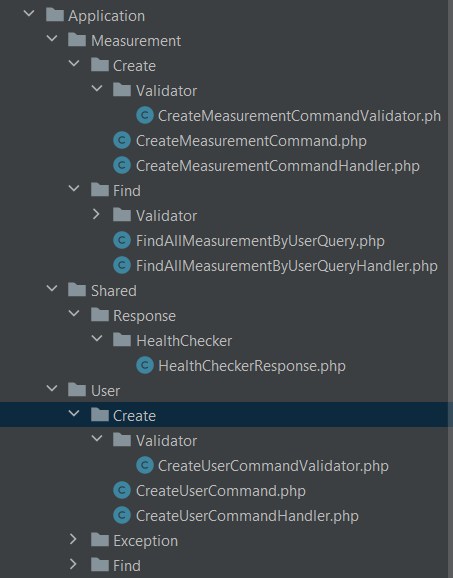 Application
Measurement
Create
Validator
CreateMeasurementCommandValidator.ph
CreateMeasurementCommand.php
CreateMeasurementCommandHandler.php
Find
Validator
FindAllMeasurementByUserQuery.php
FindAllMeasurementByUserQueryHandler.php
Shared
Response
HealthChecker
HealthCheckerResponse.php
User
Create
Validator
CreateUserCommandValidator.php
CreateUserCommand.php
CreateUserCommandHandler.php
Exception
Find